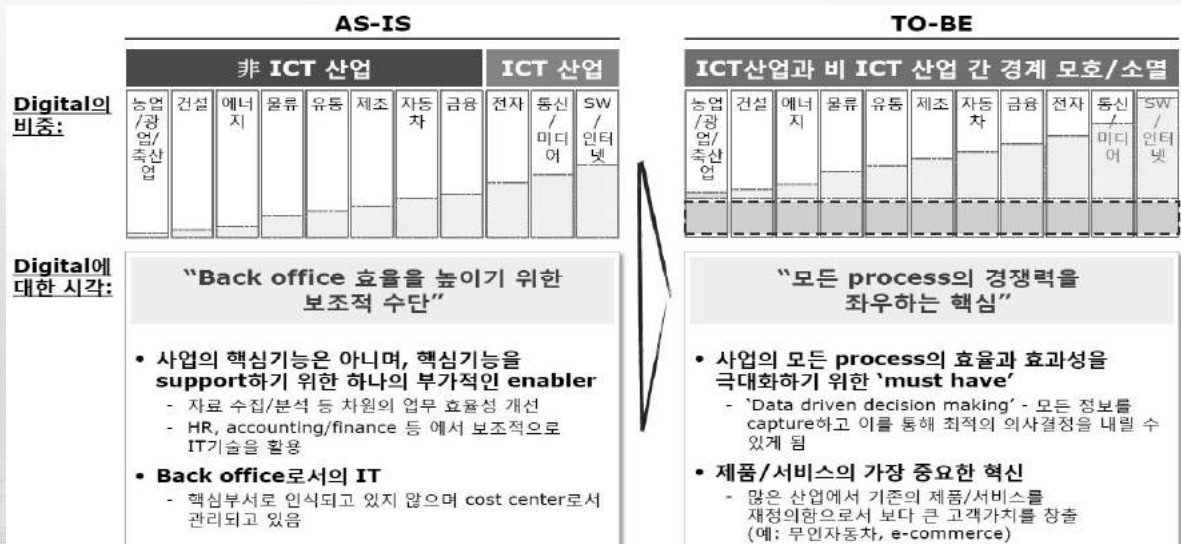 AS-IS
TO-BE
非 ICT 산업
ICT 산업
ICT산업과 비 ICT 산업 간 경계 모호/소멸
Digital의
비중:
농업
/광
업/
축산
업
건설
에너
지
물류
유통
제조
자동
차
금융
전자
통신
/
미디
어
SW
/
인터
넷
농업
/광
업/
축산
업
건설
에너
지
물류
유통
제조
자동
차
금융
전자
통신
/
미디
어
SW
/
인터
넷
Digital에
대한 시각:
“Back office 효율을 높이기 위한
보조적 수단”
• 사업의 핵심기능은 아니며, 핵심기능을
support하기 위한 하나의 부가적인 enabler
- 자료 수집/분석 등 차원의 업무 효율성 개선
- HR, accounting/finance 등 에서 보조적으로
IT기술을 활용
• Back office로서의 IT
- 핵심부서로 인식되고 있지 않으며 cost center로서
관리되고 있음
“모든 process의 경쟁력을
좌우하는 핵심”
• 사업의 모든 process의 효율과 효과성을
극대화하기 위한 ‘must have’
- ‘Data driven decision making’ - 모든 정보를
capture하고 이를 통해 최적의 의사결정을 내릴 수
있게 됨
• 제품/서비스의 가장 중요한 혁신
- 많은 산업에서 기존의 제품/서비스를
재정의함으로서 보다 큰 고객가치를 창출
(예: 무인자동차, e-commerce)